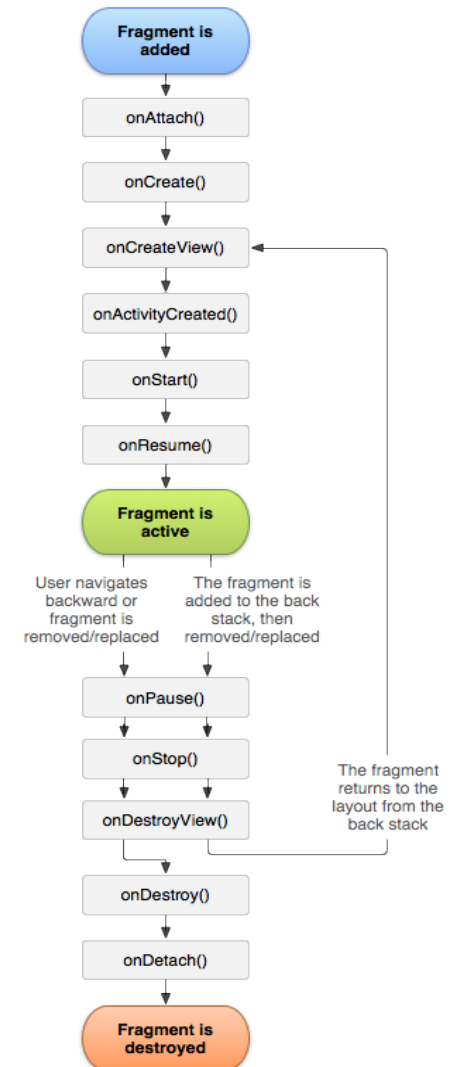 Fragment is
added
onAttach()
onCreate()
onCreateView()
onActivityCreated()
onStart()
onResume()
Fragment is
active
User navigates
backward or
fragment is
removed/replaced
The fragment is
added to the back
stack, then
removed/replaced
onPause()
onStop()
onDestroyView()
The fragment
returns to the
layout from the
back stack
onDestroy()
onDetach()
Fragment is
destroyed